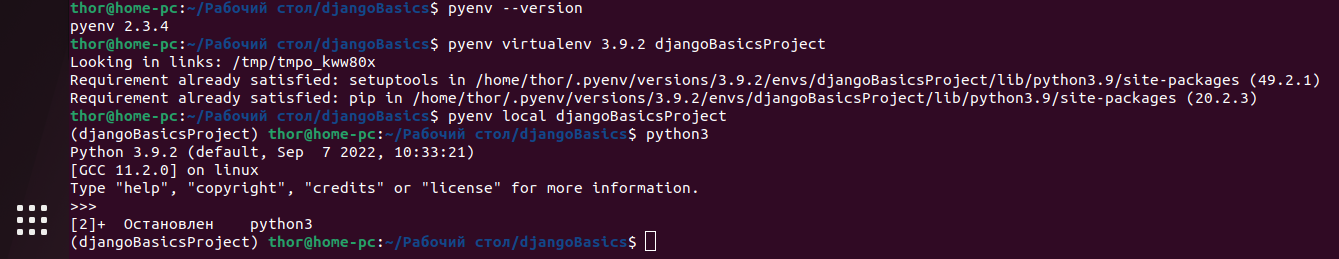 thor@home-pc:~/Рабочий стол/djangoBasics$ pyenv --version
pyenv 2.3.4
thor@home-pc:~/Рабочий стол/djangoBasics$ pyenv virtualenv 3.9.2 djangoBasicsProject
Looking in links: /tmp/tmpo_kww80x
Requirement already satisfied: setuptools in /home/thor/.pyenv/versions/3.9.2/envs/djangoBasicsProject/lib/python3.9/site-packages (49.2.1)
Requirement already satisfied: pip in /home/thor/.pyenv/versions/3.9.2/envs/djangoBasicsProject/lib/python3.9/site-packages (20.2.3)
thor@home-pc:~/Рабочий стол/djangoBasics$ pyenv local djangoBasicsProject
(djangoBasicsProject) thor@home-pc:~/Рабочий стол/djangoBasics$ python3
Python 3.9.2 (default, Sep  7 2022, 10:33:21)
[GCC 11.2.0] on linux
Type "help", "copyright", "credits" or "license" for more information.
>>>
[2]+  Остановлен    python3
(djangoBasicsProject) thor@home-pc:~/Рабочий стол/djangoBasics$